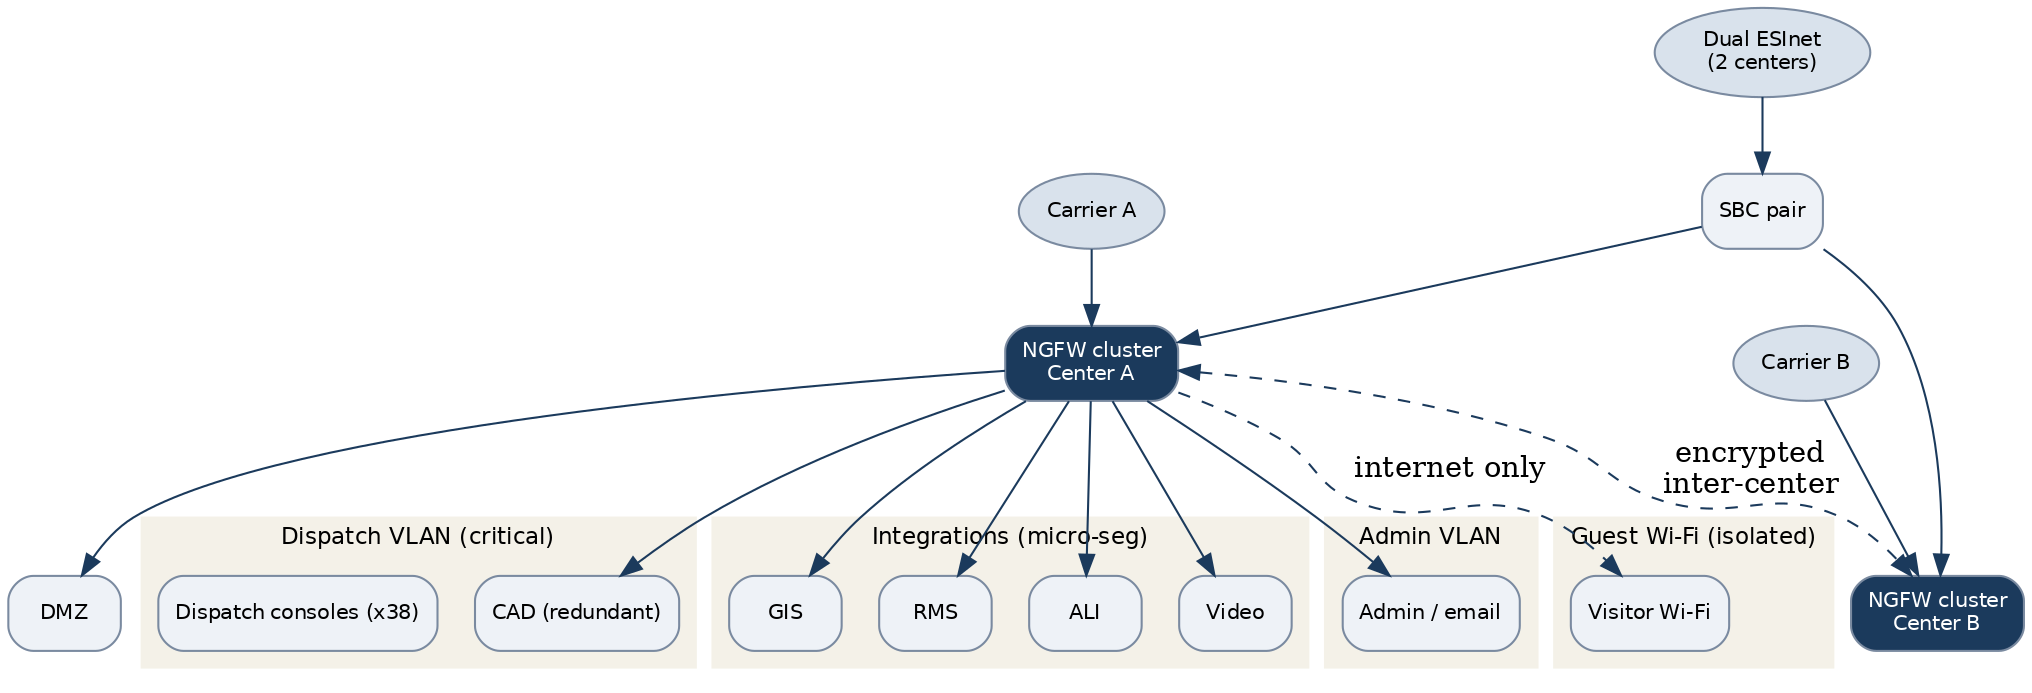 Dual ESInet
(2 centers)
Carrier A
SBC pair
NGFW cluster
Center A
Carrier B
internet only
encrypted
inter-center
Dispatch VLAN (critical)
Integrations (micro-seg)
Admin VLAN
Guest Wi-Fi (isolated)
DMZ
Dispatch consoles (x38)
CAD (redundant)
GIS
RMS
ALI
Video
Admin / email
Visitor Wi-Fi
NGFW cluster
Center B